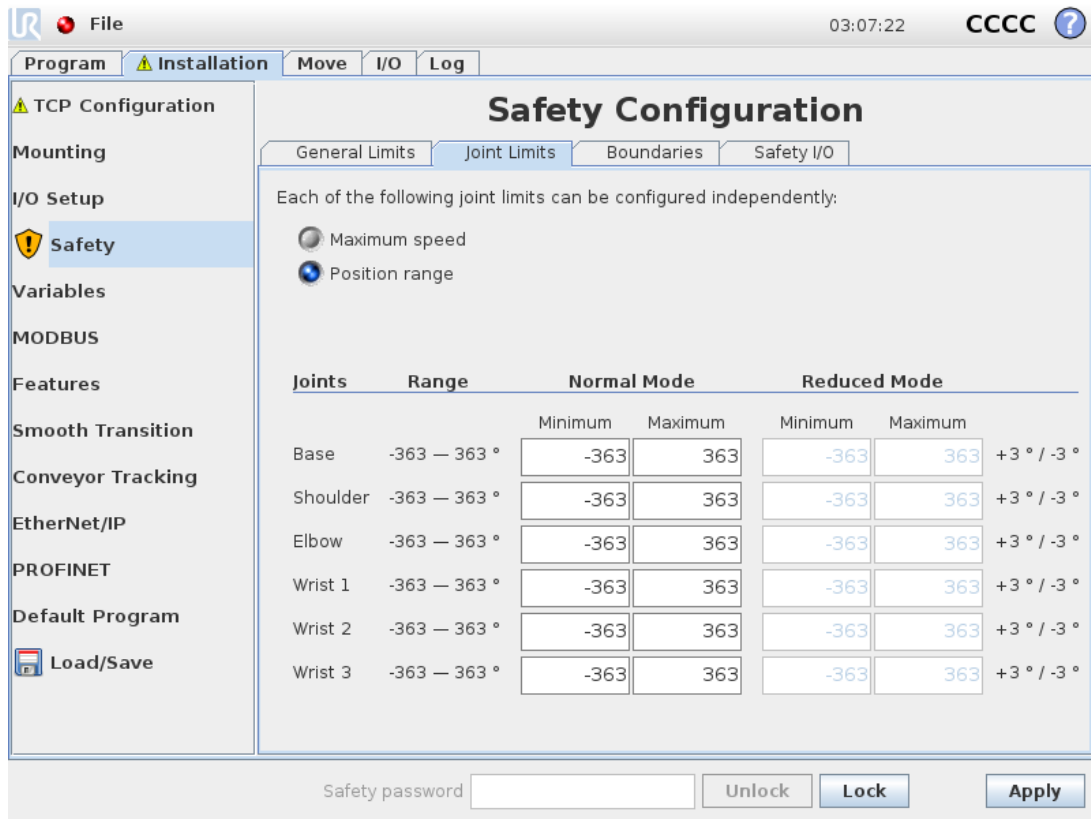 UR File 03:07:22 CCCC ?
Program Installation Move I/O Log
TCP Configuration
Mounting
I/O Setup
Safety
Variables
MODBUS
Features
Smooth Transition
Conveyor Tracking
EtherNet/IP
PROFINET
Default Program
Load/Save
Safety Configuration
General Limits Joint Limits Boundaries Safety I/O
Each of the following joint limits can be configured independently:
Maximum speed
Position range
Joints Range Normal Mode Reduced Mode
Minimum Maximum Minimum Maximum
Base -363 — 363 ° -363 363 -363 363 +3 ° / -3 °
Shoulder -363 — 363 ° -363 363 -363 363 +3 ° / -3 °
Elbow -363 — 363 ° -363 363 -363 363 +3 ° / -3 °
Wrist 1 -363 — 363 ° -363 363 -363 363 +3 ° / -3 °
Wrist 2 -363 — 363 ° -363 363 -363 363 +3 ° / -3 °
Wrist 3 -363 — 363 ° -363 363 -363 363 +3 ° / -3 °
Safety password Unlock Lock Apply